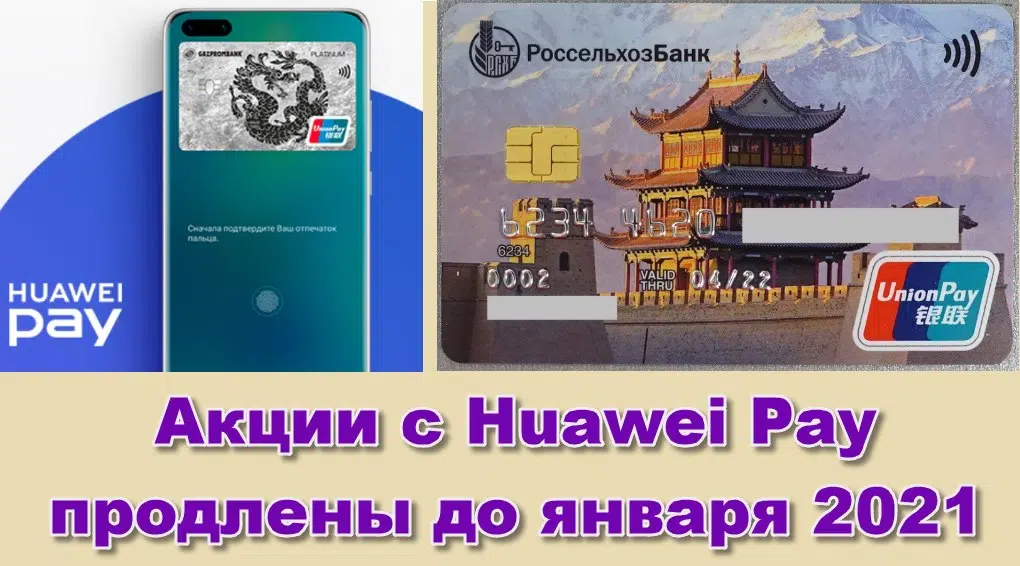 GAZPROMBANK
PLATINUM
UnionPay
银联
Сначала подтвердите Ваш отпечаток
пальца.
HUAWEI
pay
РоссельхозБанк
6234 4620
6234
0002
VALID
THRU
04/22
UnionPay
银联
Акции с Huawei Pay
продлены до января 2021